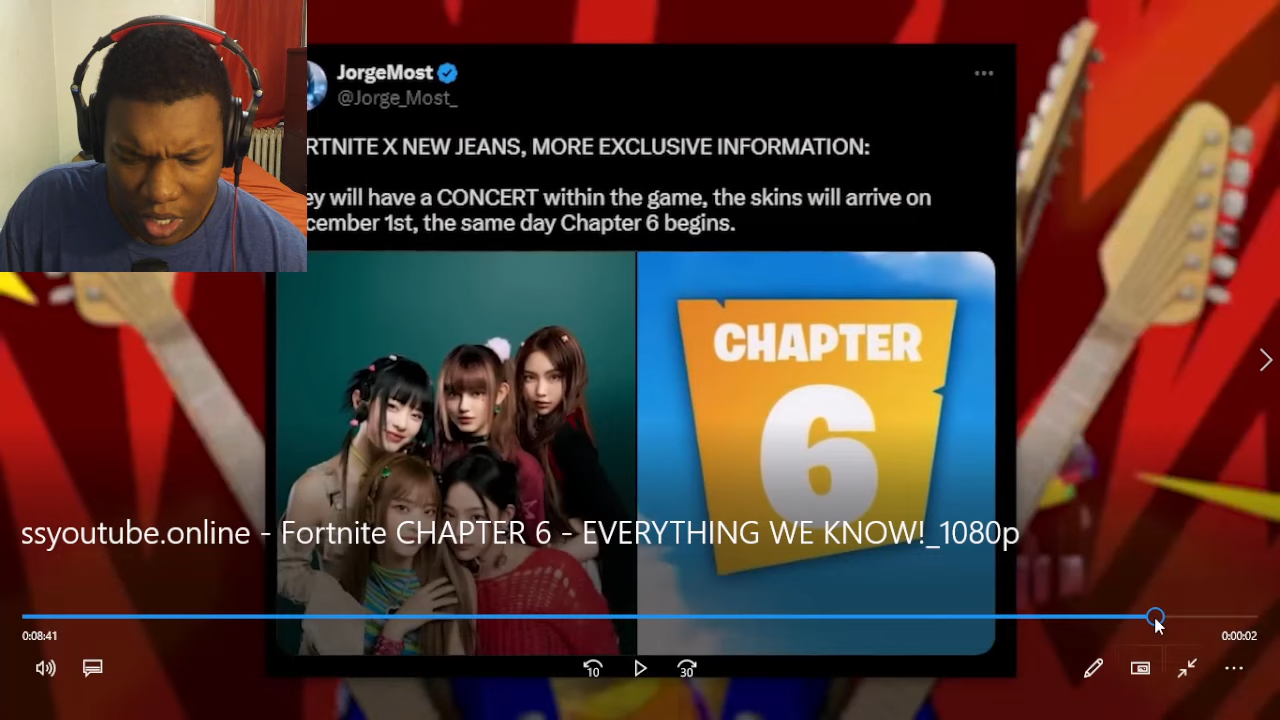 JorgeMost
@Jorge_Most_
RTNITE X NEW JEANS, MORE EXCLUSIVE INFORMATION:
ey will have a CONCERT within the game, the skins will arrive on
cember 1st, the same day Chapter 6 begins.
CHAPTER
6
ssyoutube.online - Fortnite CHAPTER 6 - EVERYTHING WE KNOW!_1080p
0:08:41
0:00:02
10
30